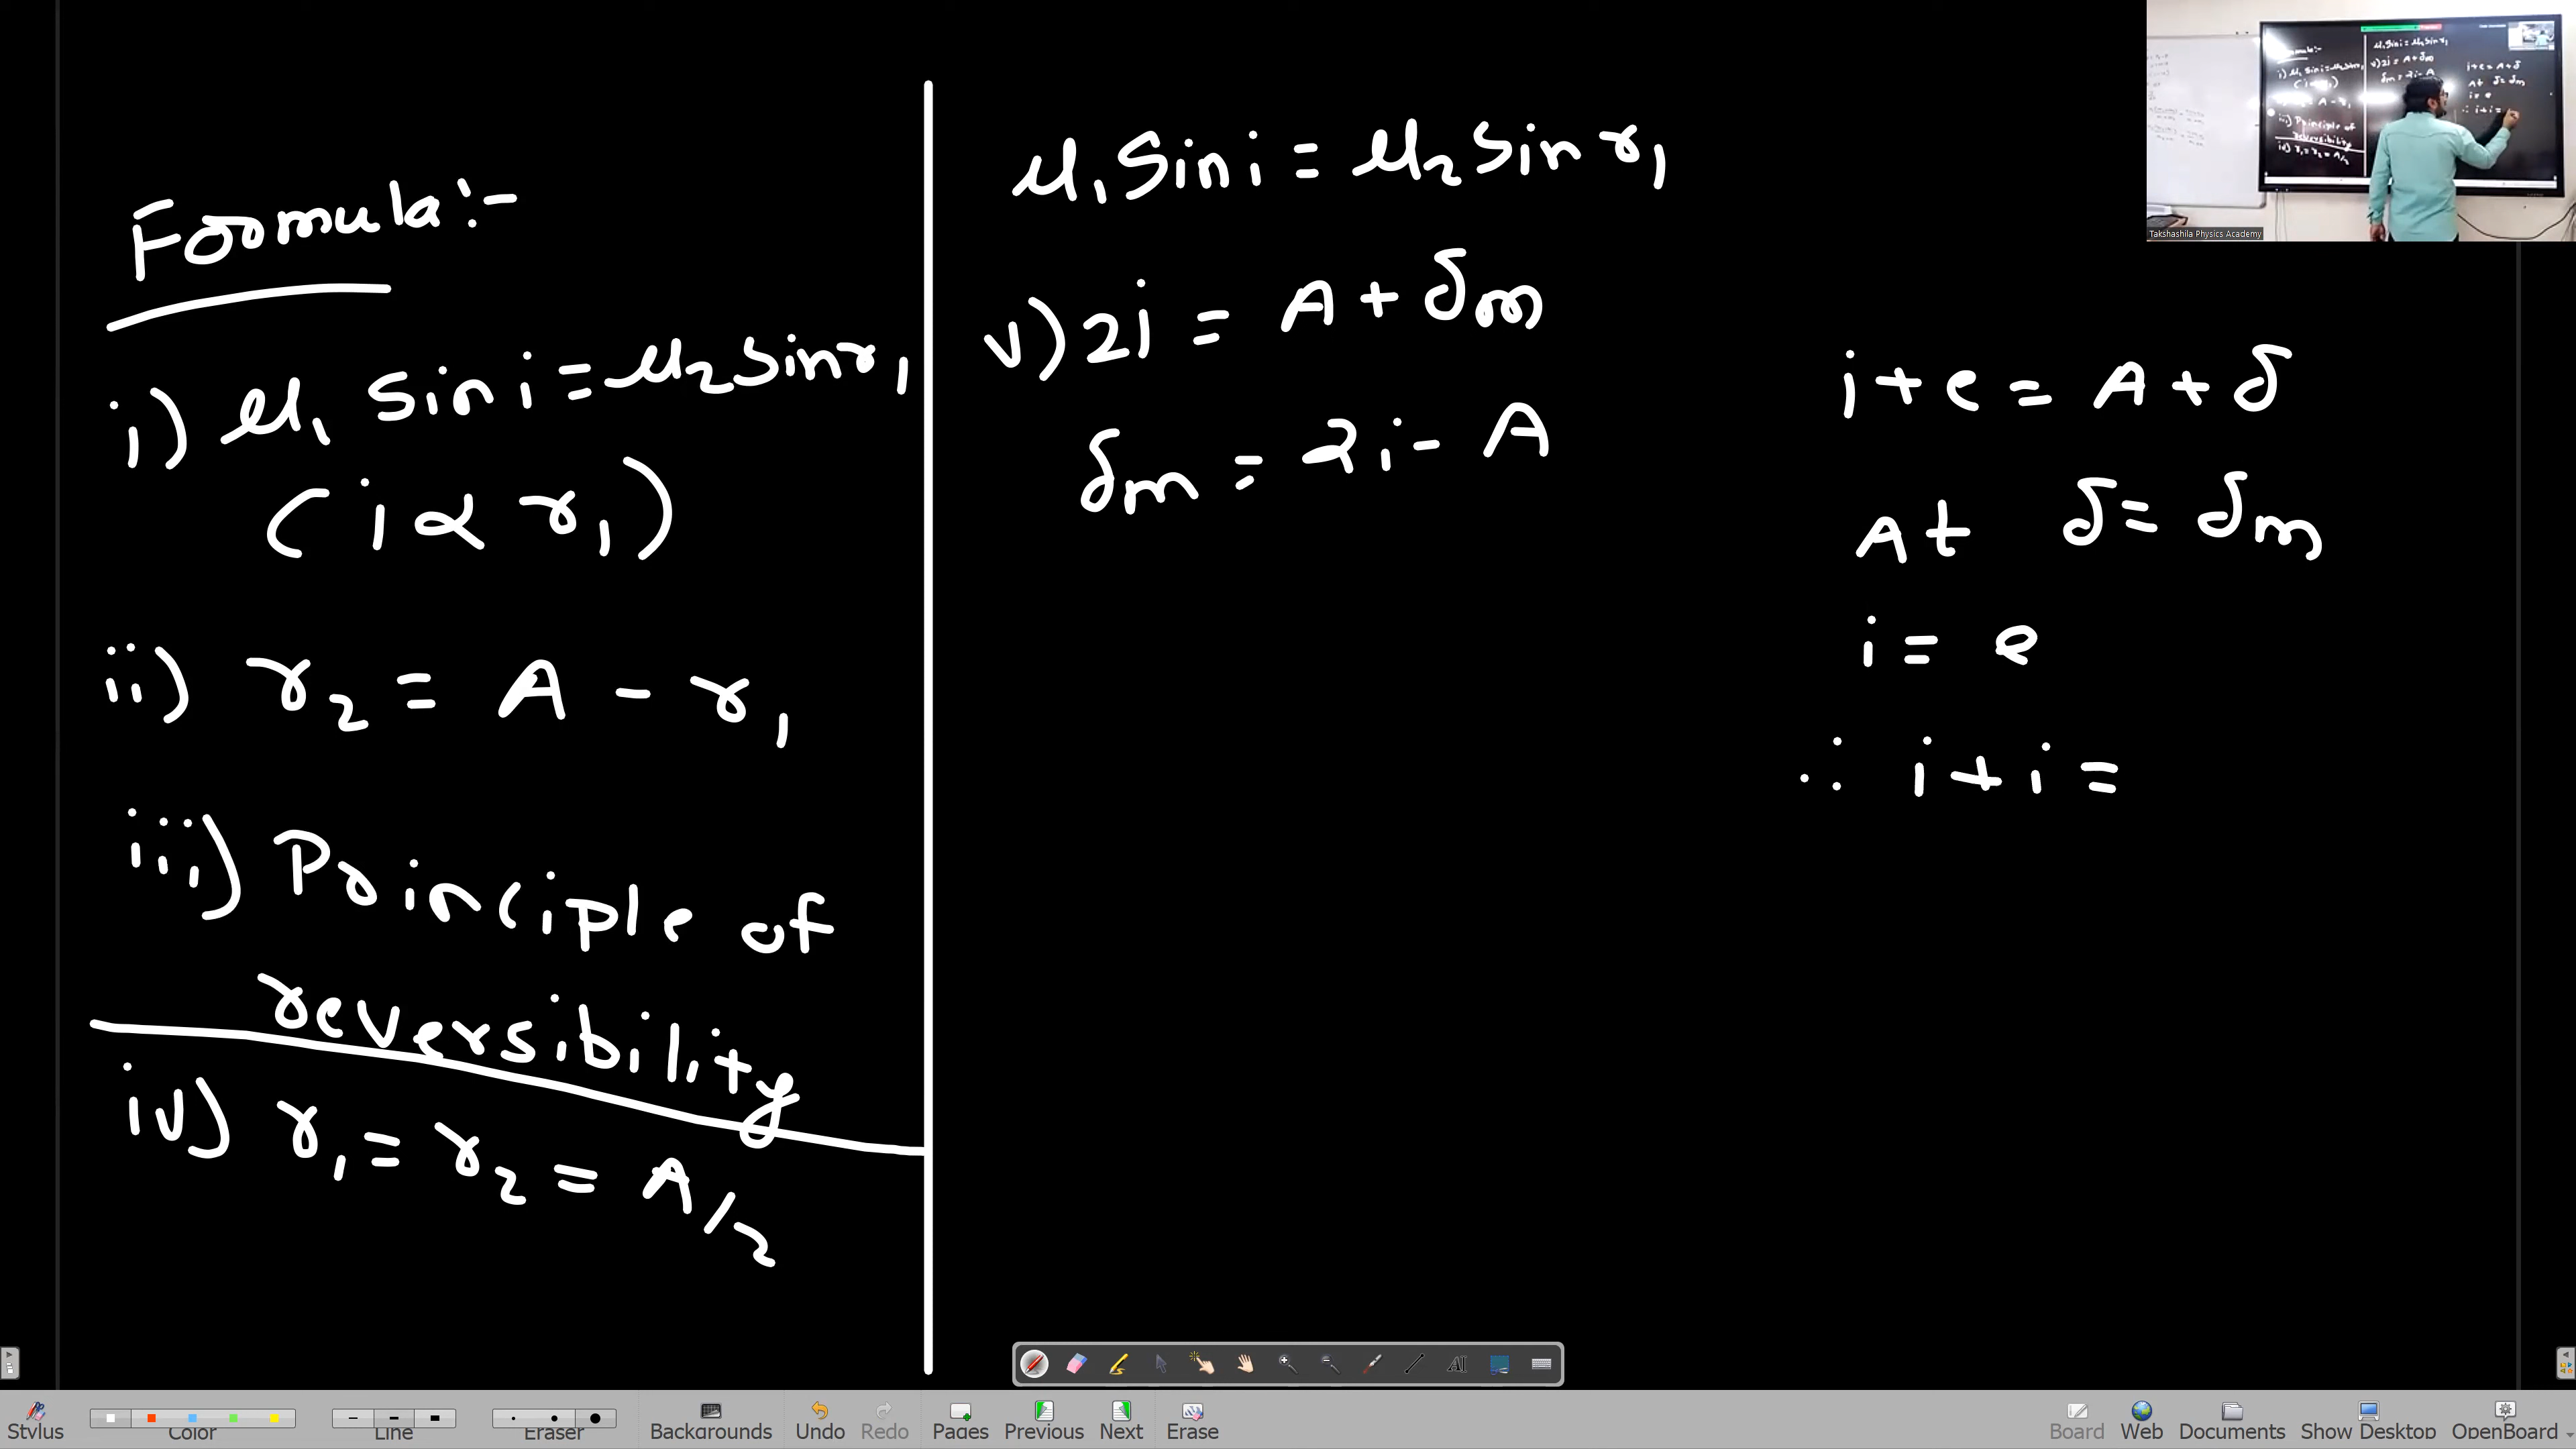 Formula:-
i) μ₁ sin i = μ₂ sin r₁
( i ∝ r₁ )
ii) r₂ = A - r₁
iii) Principle of
reversibility
iv) r₁ = r₂ = A/2
μ₁ Sin i = μ₂ Sin r₁
v) 2i = A + δm
δm = 2i - A
i + e = A + δ
At δ = δm
i = e
∴ i + i =
Takshashila Physics Academy
Stylus
Color
Line
Eraser
Backgrounds
Undo
Redo
Pages
Previous
Next
Erase
Board
Web
Documents
Show Desktop
OpenBoard